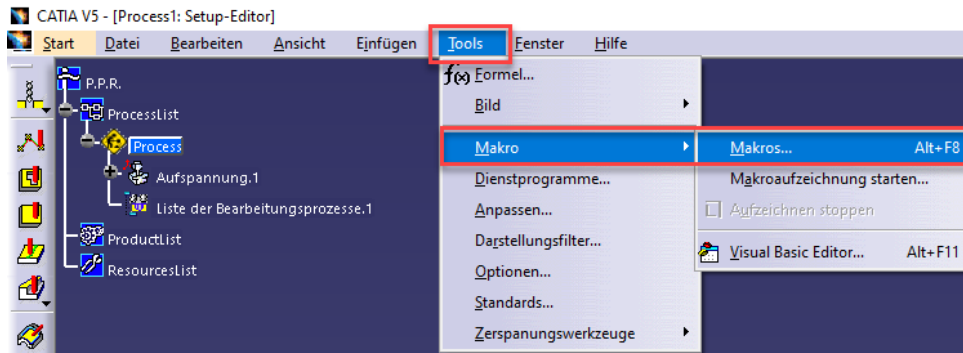 CATIA V5 - [Process1: Setup-Editor]
Start Datei Bearbeiten Ansicht Einfügen Tools Fenster Hilfe
P.P.R.
ProcessList
Process
Aufspannung.1
Liste der Bearbeitungsprozesse.1
ProductList
ResourcesList
f(x) Formel...
Bild
Makro
Dienstprogramme...
Anpassen...
Darstellungsfilter...
Optionen...
Standards...
Zerspanungswerkzeuge
Makros... Alt+F8
Makroaufzeichnung starten...
Aufzeichnen stoppen
Visual Basic Editor... Alt+F11